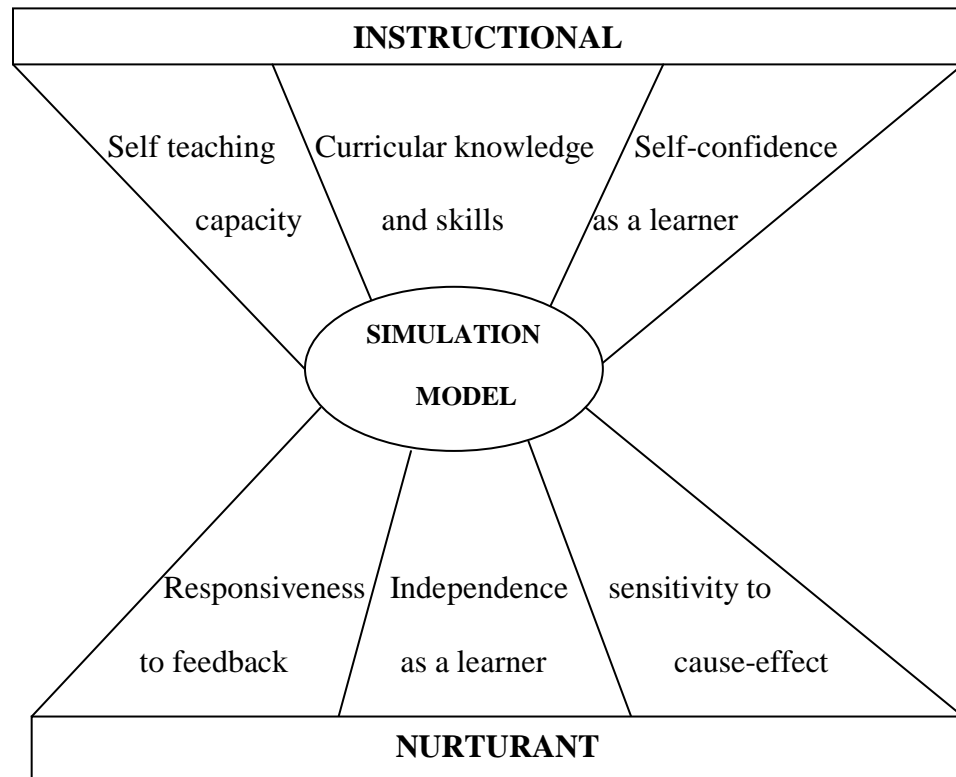 INSTRUCTIONAL
Self teaching
capacity
Curricular knowledge
and skills
Self-confidence
as a learner
SIMULATION
MODEL
Responsiveness
to feedback
Independence
as a learner
sensitivity to
cause-effect
NURTURANT